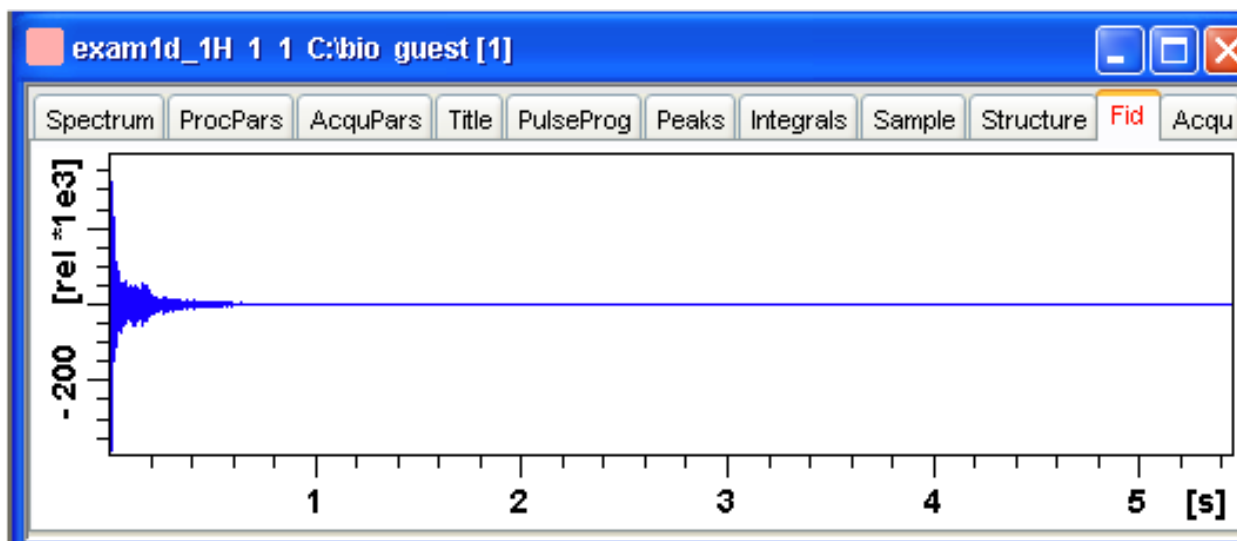 exam1d_1H 1 1 C:\bio guest [1]
Spectrum ProcPars AcquPars Title PulseProg Peaks Integrals Sample Structure Fid Acqu
[rel *1e3]
-200
1 2 3 4 5 [s]